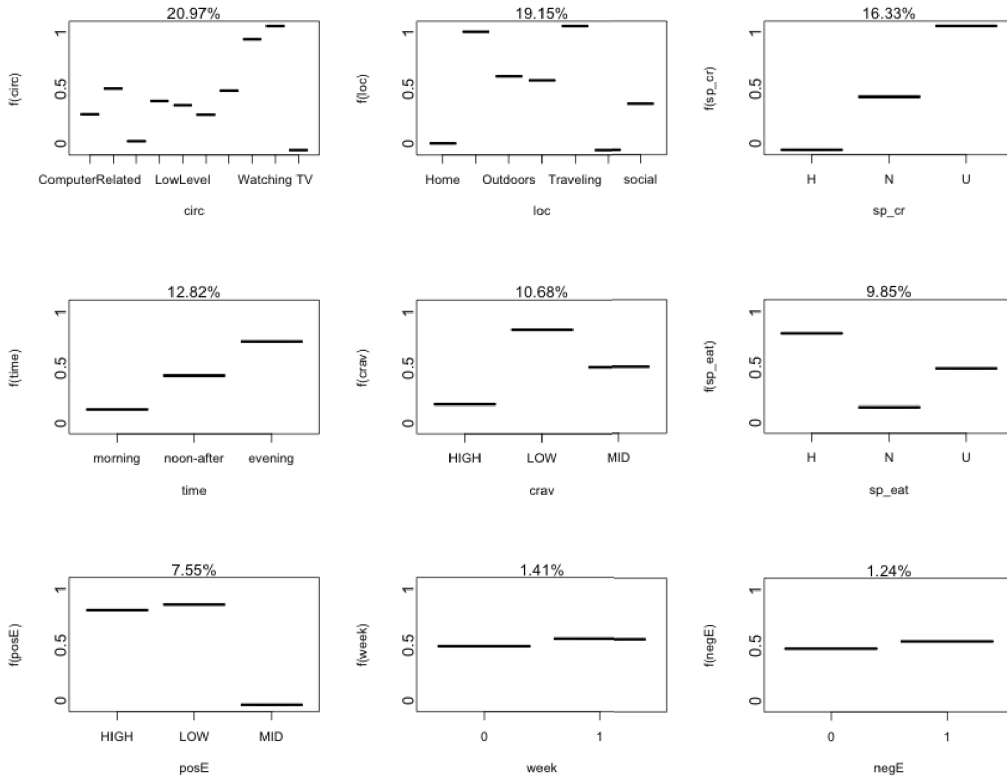 20.97%
f(circ)
0 0.5 1
ComputerRelated LowLevel Watching TV
circ
19.15%
f(loc)
0 0.5 1
Home Outdoors Traveling social
loc
16.33%
f(sp_cr)
0 0.5 1
H N U
sp_cr
12.82%
f(time)
0 0.5 1
morning noon-after evening
time
10.68%
f(crav)
0 0.5 1
HIGH LOW MID
crav
9.85%
f(sp_eat)
0 0.5 1
H N U
sp_eat
7.55%
f(posE)
0 0.5 1
HIGH LOW MID
posE
1.41%
f(week)
0 0.5 1
0 1
week
1.24%
f(negE)
0 0.5 1
0 1
negE